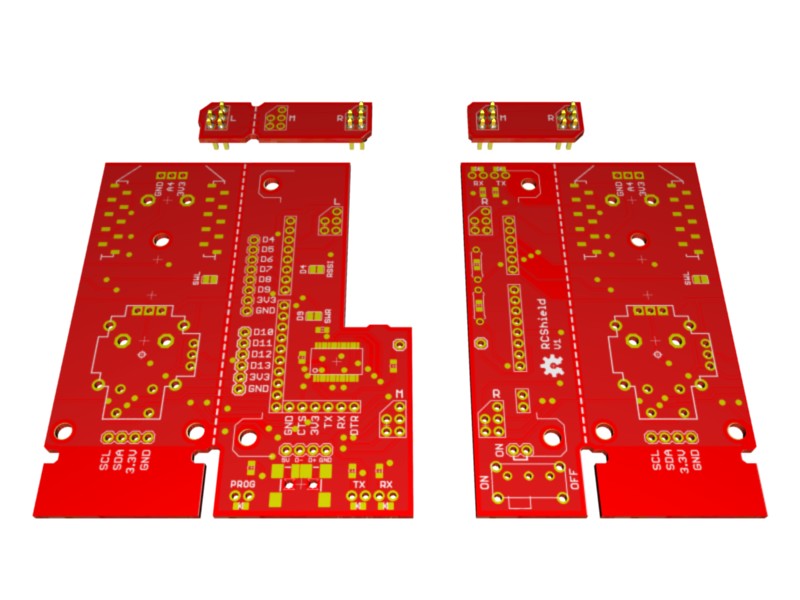 L M R
M R
GND
A4
3V3
SWL
SCL
SDA
3.3V
GND
L
D4
D5
D6
D7
D8
D9
3V3
GND
D4
RSSI
D9
SWR
D10
D11
D12
D13
3V3
GND
M
GND
CTS
3V3
TX
RX
DTR
PROG
TX RX
RX TX
R
RCShield
V1
R
ON
ON
OFF
GND
A4
3V3
SWL
SCL
SDA
3.3V
GND